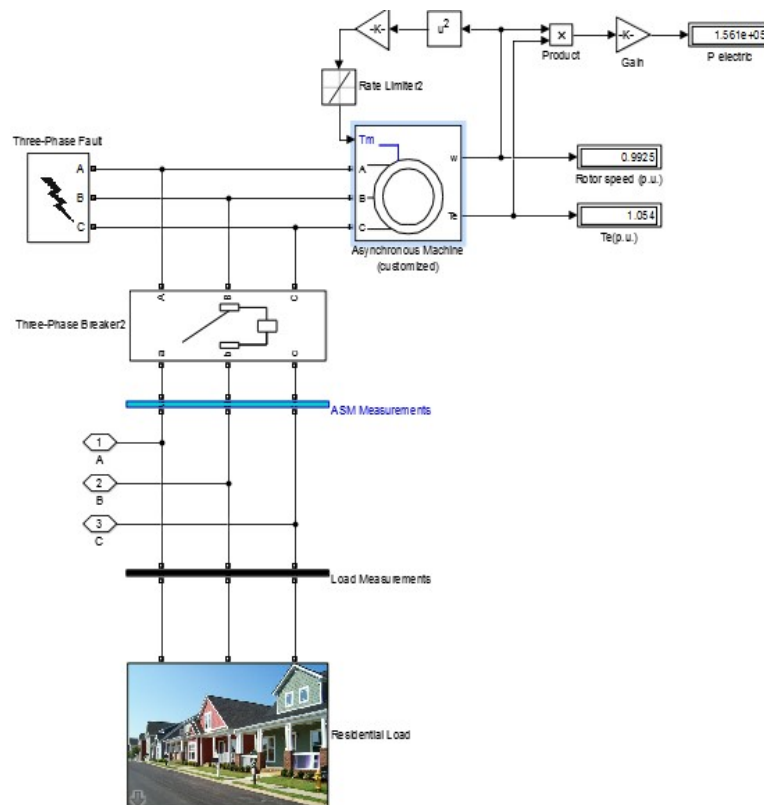 -K-
u²
×
Product
-K-
Gain
1.561e+05
P electric
Rate Limiter2
Three-Phase Fault
A
B
C
Tm
A
B
C
w
Te
0.9925
Rotor speed (p.u.)
1.054
Te(p.u.)
Asynchronous Machine
(customized)
A
B
C
Three-Phase Breaker2
a
b
c
ASM Measurements
1
A
2
B
3
C
Load Measurements
Residential Load